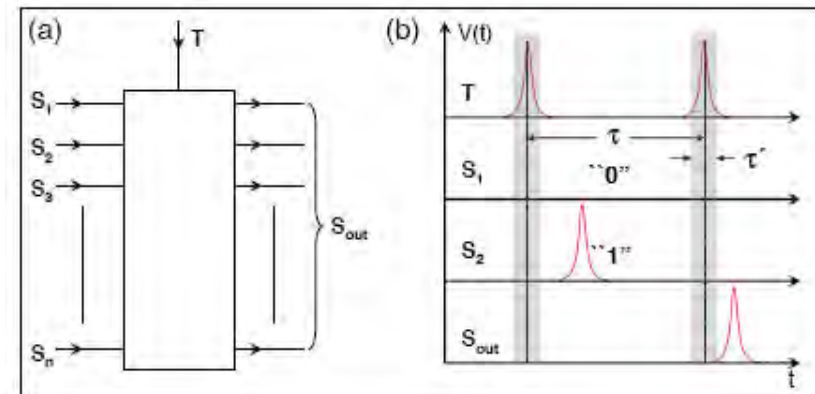 (a)
T
S₁
S₂
S₃
Sₙ
Sₒᵤₜ
(b)
V(t)
T
τ
τ´
S₁
``0”
S₂
``1”
Sₒᵤₜ
t